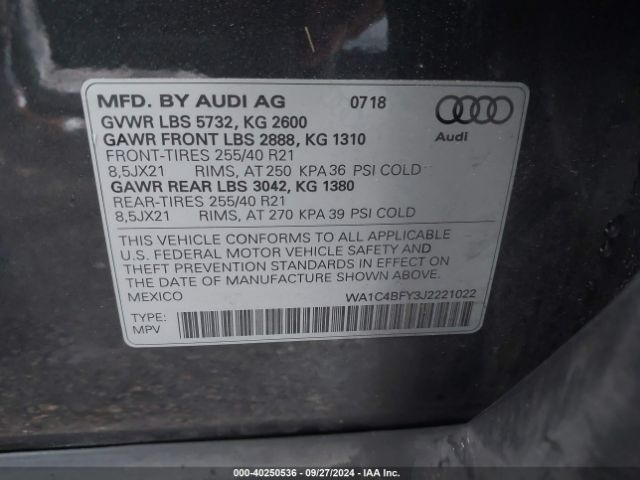 MFD. BY AUDI AG 0718
GVWR LBS 5732, KG 2600
GAWR FRONT LBS 2888, KG 1310
Audi
FRONT-TIRES 255/40 R21
8,5JX21 RIMS, AT 250 KPA 36 PSI COLD
GAWR REAR LBS 3042, KG 1380
REAR-TIRES 255/40 R21
8,5JX21 RIMS, AT 270 KPA 39 PSI COLD
THIS VEHICLE CONFORMS TO ALL APPLICABLE
U.S. FEDERAL MOTOR VEHICLE SAFETY AND
THEFT PREVENTION STANDARDS IN EFFECT ON
THE DATE OF MANUFACTURE SHOWN ABOVE.
MEXICO WA1C4BFY3J2221022
TYPE:
MPV
000-40250536 - 09/27/2024 - IAA Inc.